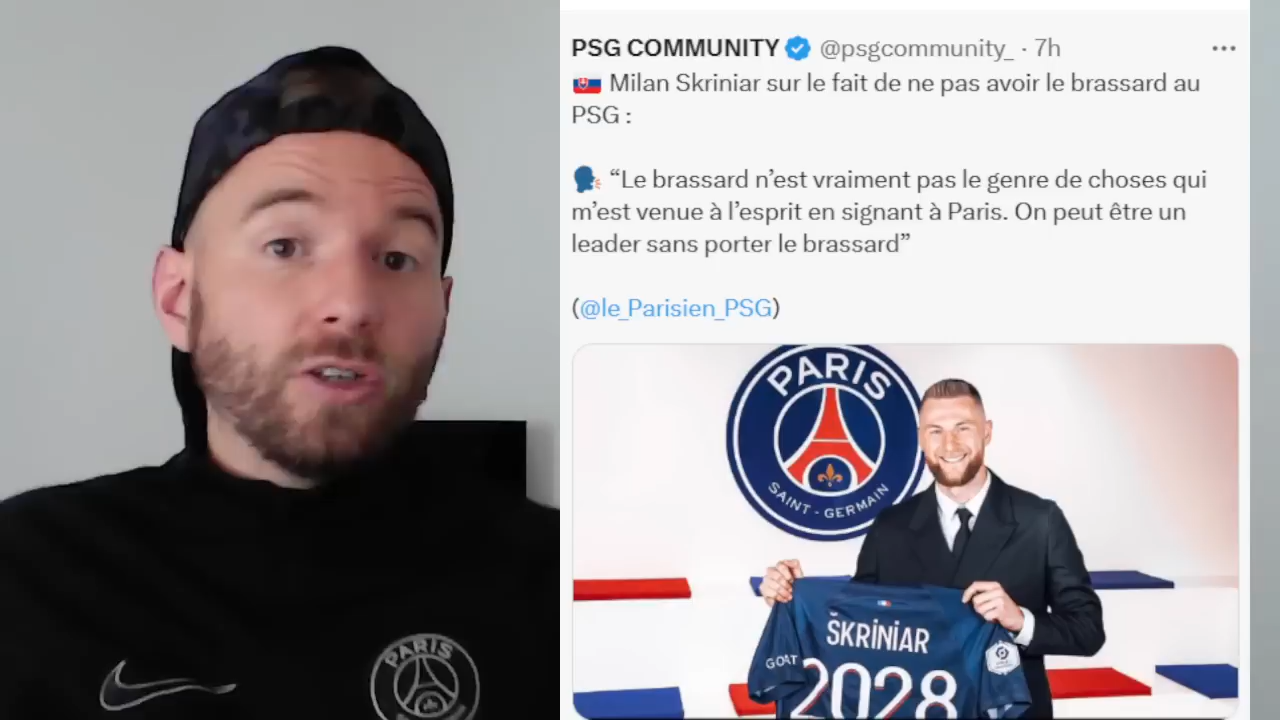 PSG COMMUNITY @psgcommunity_ · 7h
Milan Skriniar sur le fait de ne pas avoir le brassard au
PSG :
“Le brassard n’est vraiment pas le genre de choses qui
m’est venue à l’esprit en signant à Paris. On peut être un
leader sans porter le brassard”
(@le_Parisien_PSG)
PARIS
SAINT-GERMAIN
ŠKRINIAR
GOAT
2028
PARIS